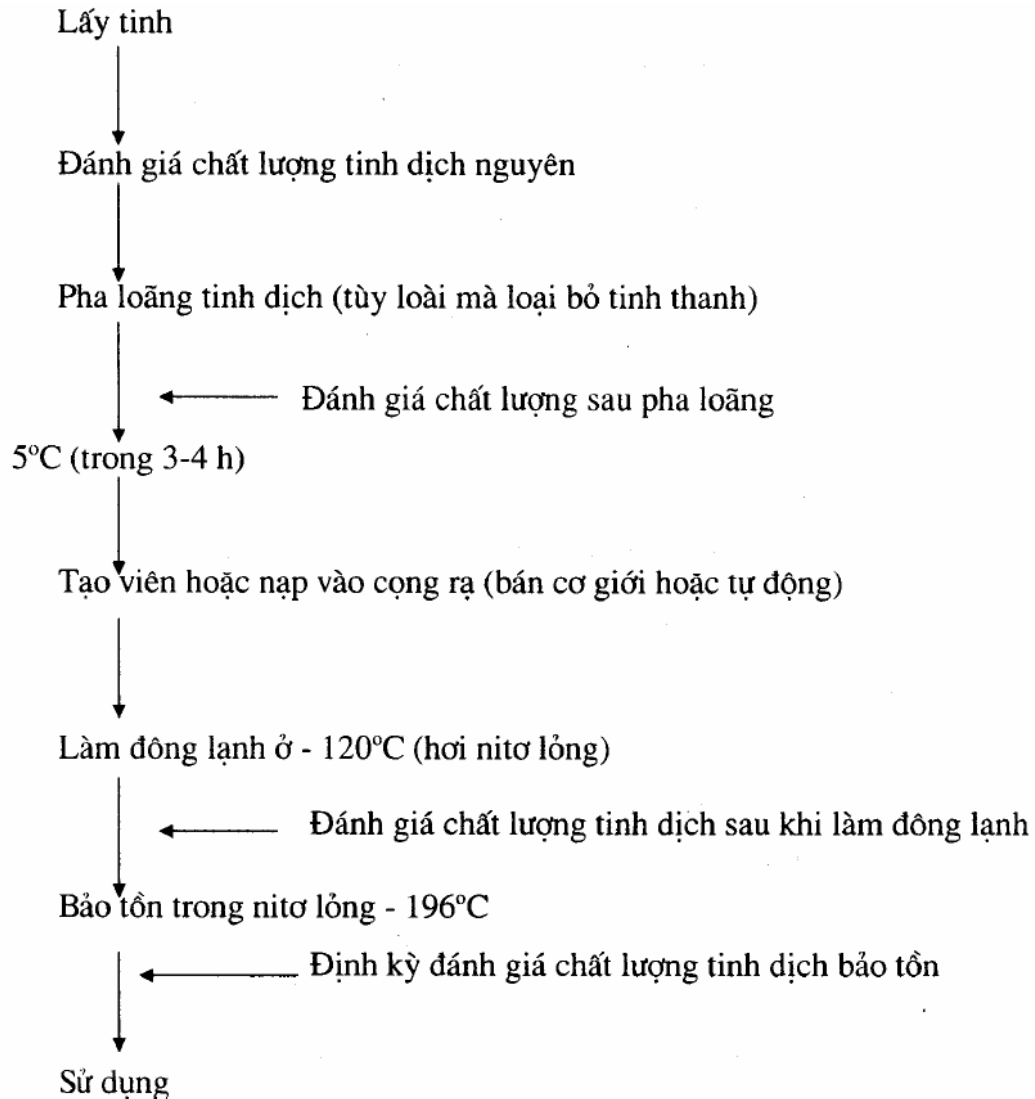 Lấy tinh
Đánh giá chất lượng tinh dịch nguyên
Pha loãng tinh dịch (tùy loài mà loại bỏ tinh thanh)
Đánh giá chất lượng sau pha loãng
5ºC (trong 3-4 h)
Tạo viên hoặc nạp vào cọng rạ (bán cơ giới hoặc tự động)
Làm đông lạnh ở - 120ºC (hơi nitơ lỏng)
Đánh giá chất lượng tinh dịch sau khi làm đông lạnh
Bảo tồn trong nitơ lỏng - 196ºC
Định kỳ đánh giá chất lượng tinh dịch bảo tồn
Sử dụng